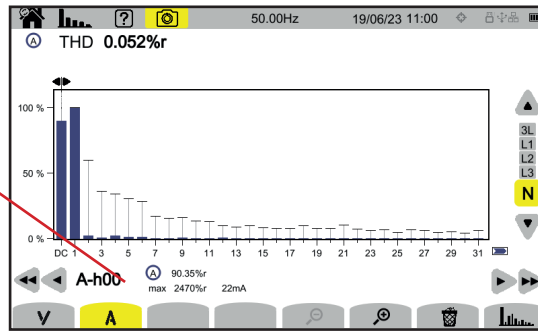 ? 50.00Hz 19/06/23 11:00
A THD 0.052%r
100 %
50 %
0 %
DC 1 3 5 7 9 11 13 15 17 19 21 23 25 27 29 31
3L
L1
L2
L3
N
A-h00 A 90.35%r
max 2470%r 22mA
V A